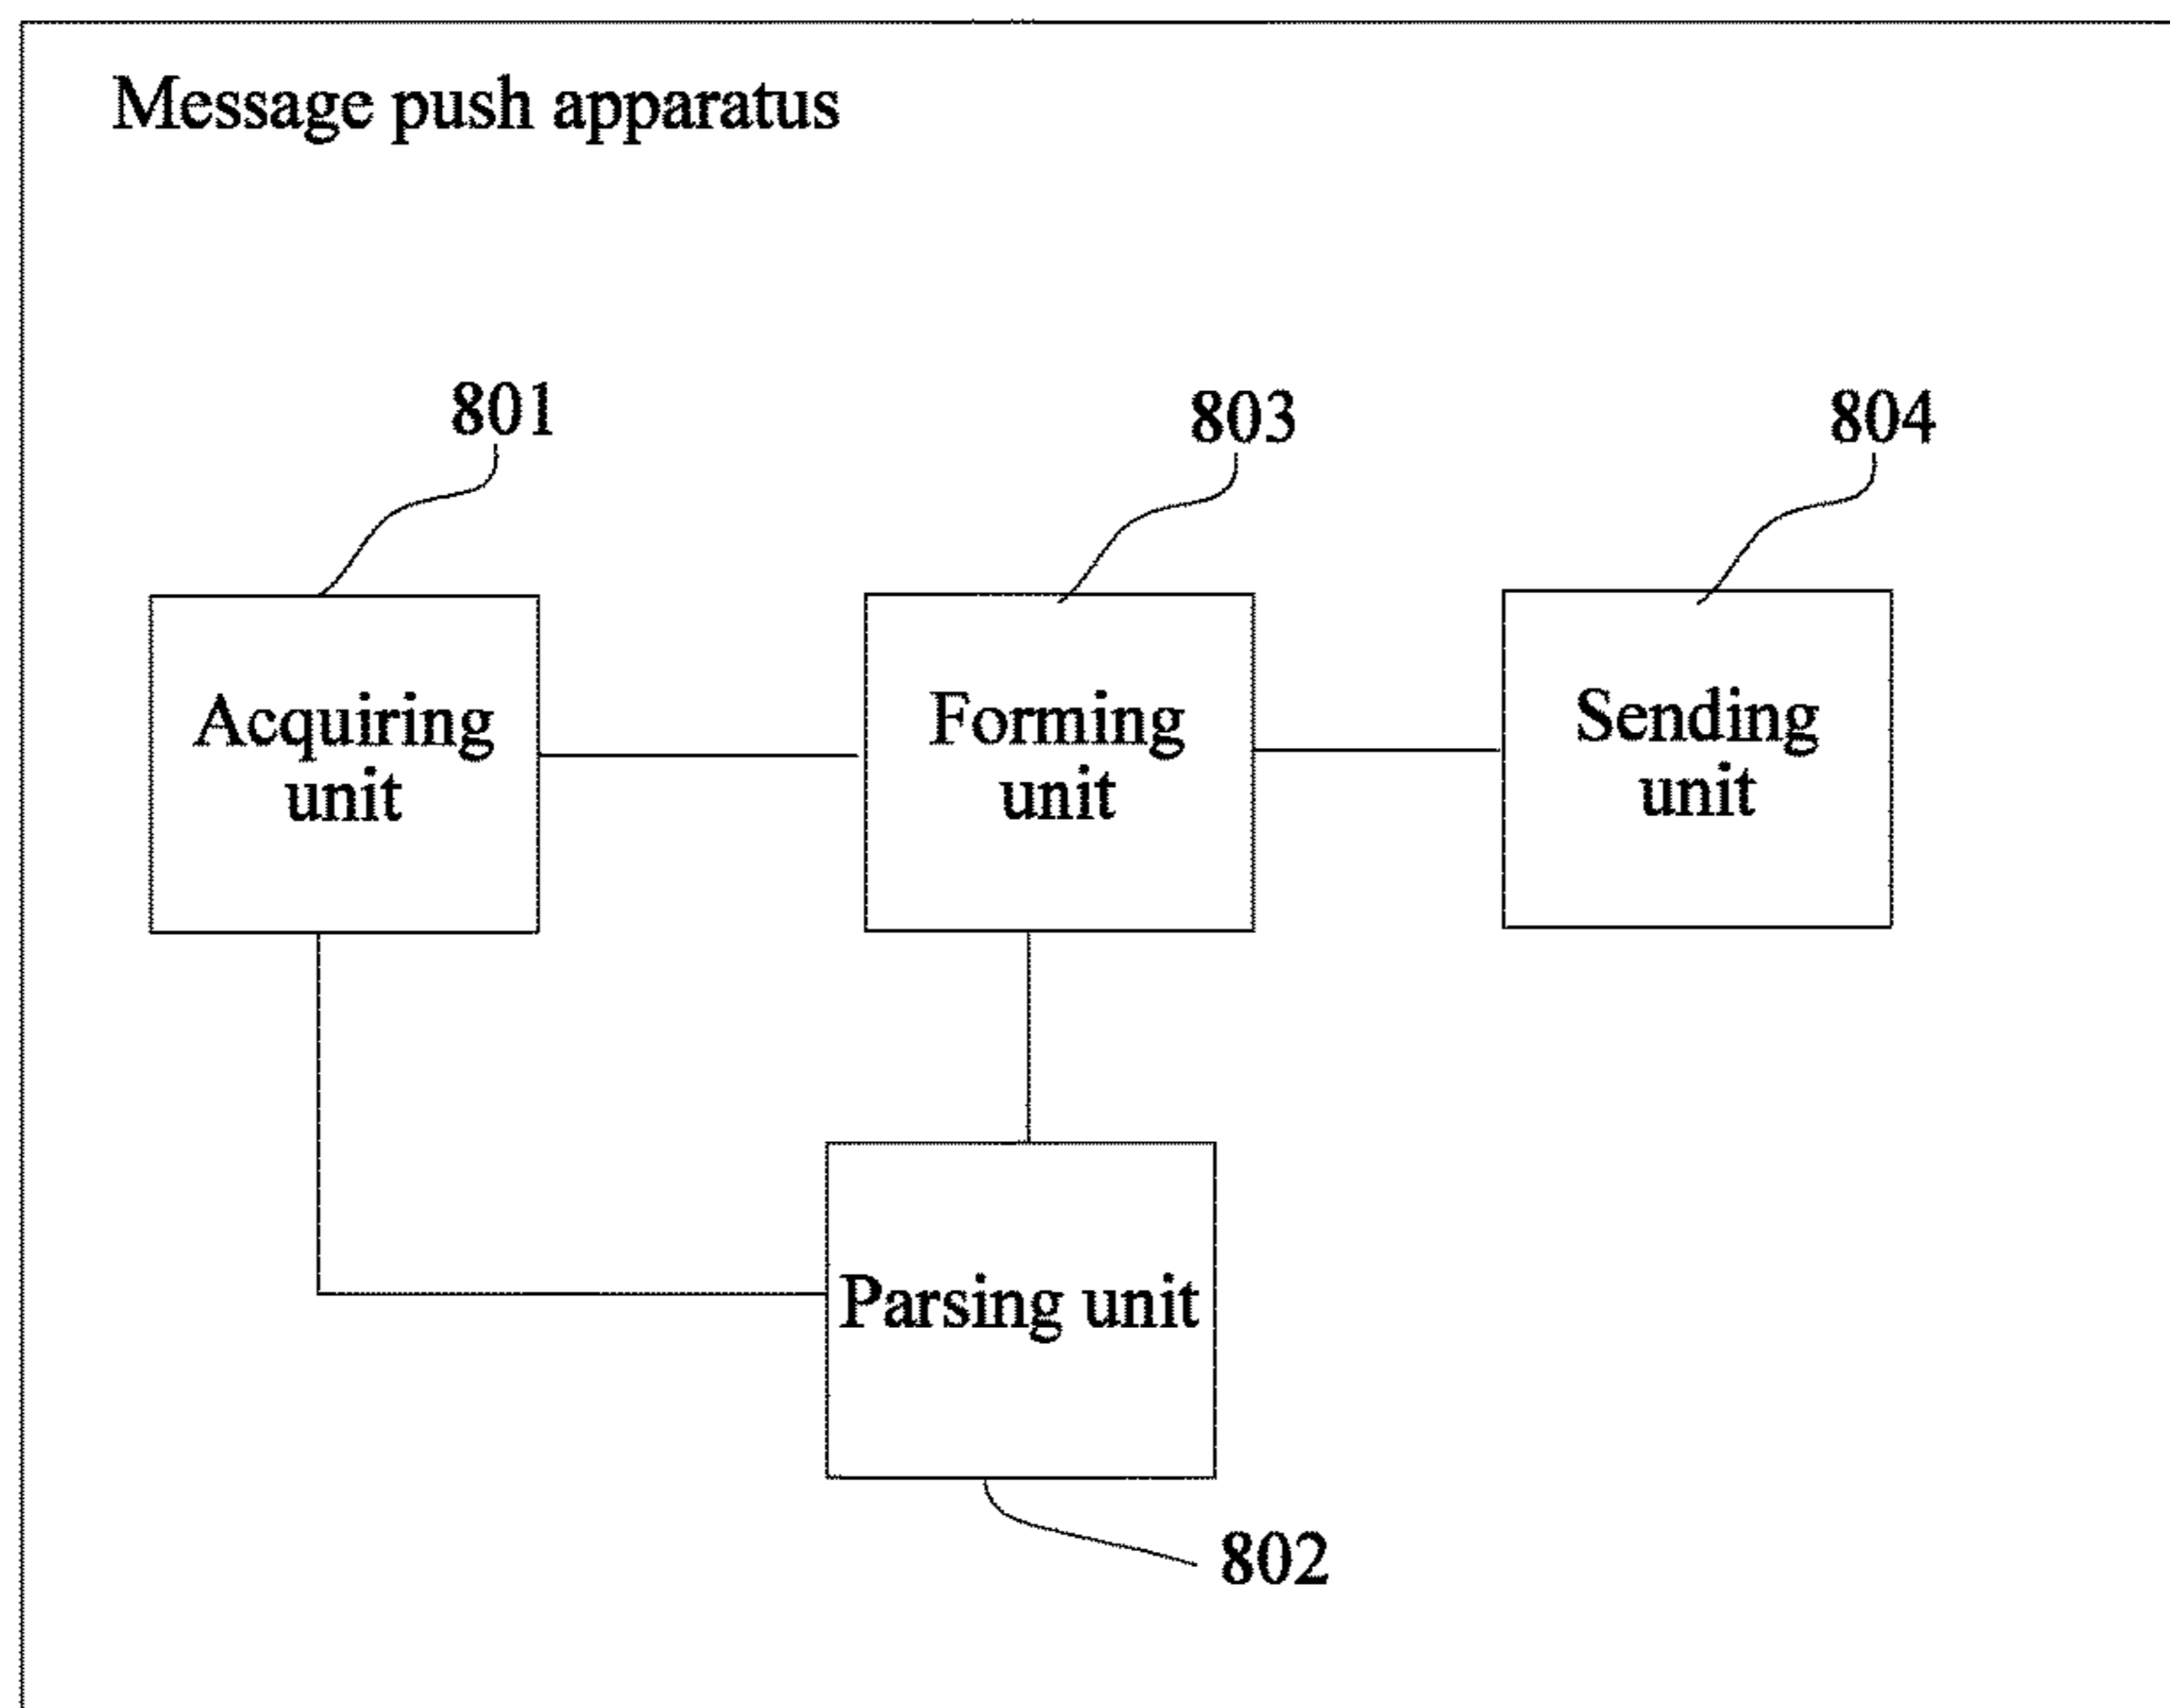 Message push apparatus
801
803
804
Acquiring
unit
Forming
unit
Sending
unit
Parsing unit
802